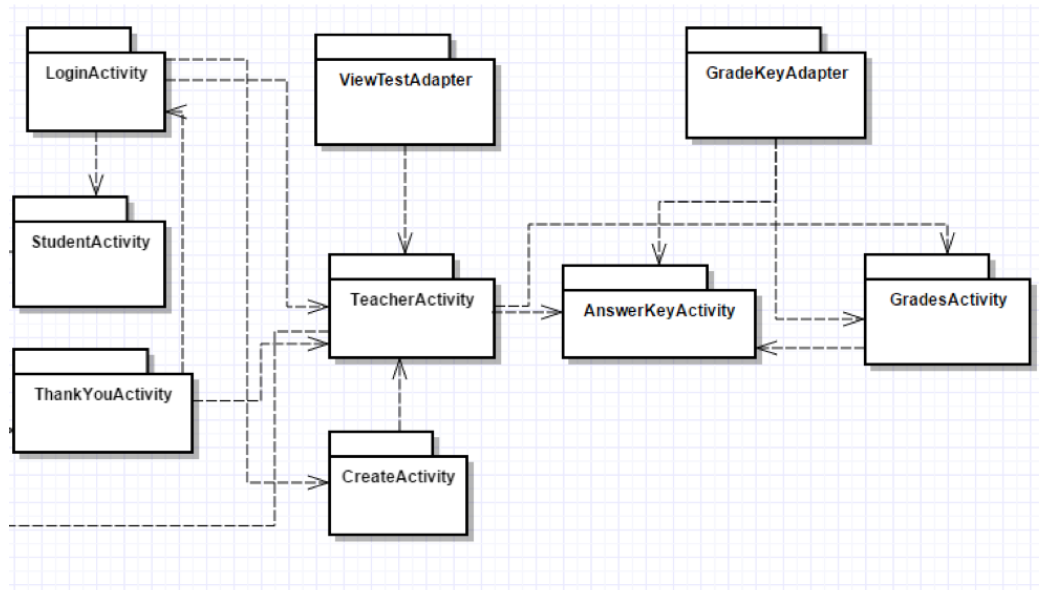 LoginActivity
ViewTestAdapter
GradeKeyAdapter
StudentActivity
TeacherActivity
AnswerKeyActivity
GradesActivity
ThankYouActivity
CreateActivity